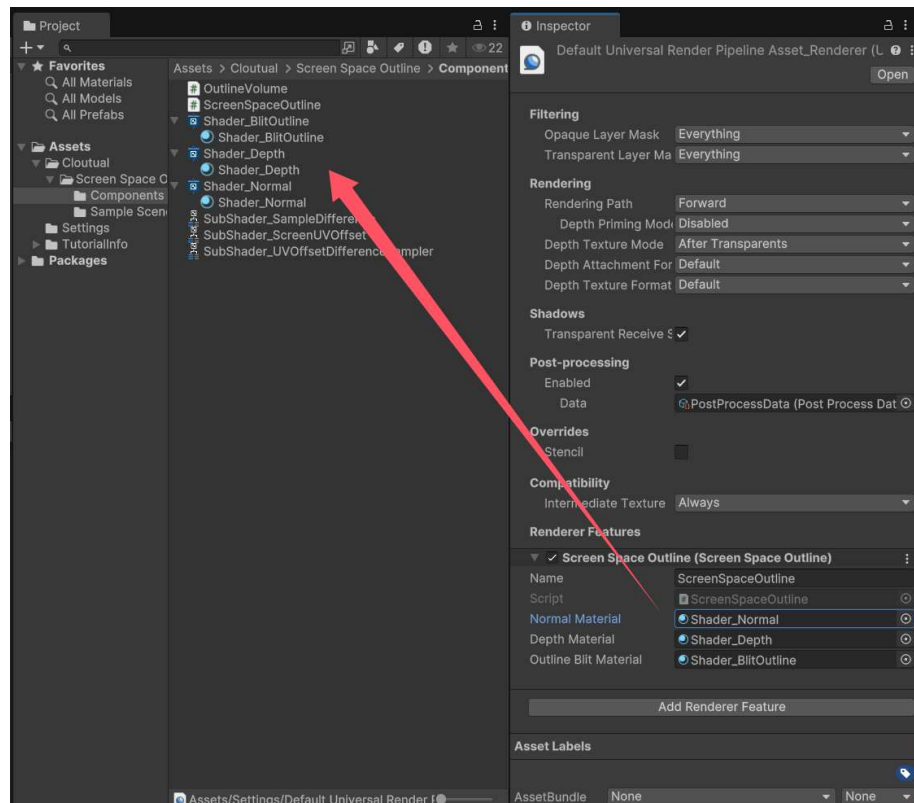 Project
22
Favorites
All Materials
All Models
All Prefabs
Assets
Cloutual
Screen Space O
Components
Sample Scen
Settings
TutorialInfo
Packages
Assets > Cloutual > Screen Space Outline > Component
OutlineVolume
ScreenSpaceOutline
Shader_BlitOutline
Shader_BlitOutline
Shader_Depth
Shader_Depth
Shader_Normal
Shader_Normal
SubShader_SampleDifference
SubShader_ScreenUVOffset
SubShader_UVOffsetDifferenceSampler
Assets/Settings/Default Universal Render
Inspector
Default Universal Render Pipeline Asset_Renderer (U
Open
Filtering
Opaque Layer Mask Everything
Transparent Layer Ma Everything
Rendering
Rendering Path Forward
Depth Priming Mode Disabled
Depth Texture Mode After Transparents
Depth Attachment For Default
Depth Texture Format Default
Shadows
Transparent Receive S
Post-processing
Enabled
Data PostProcessData (Post Process Dat
Overrides
Stencil
Compatibility
Intermediate Texture Always
Renderer Features
Screen Space Outline (Screen Space Outline)
Name ScreenSpaceOutline
Script ScreenSpaceOutline
Normal Material Shader_Normal
Depth Material Shader_Depth
Outline Blit Material Shader_BlitOutline
Add Renderer Feature
Asset Labels
AssetBundle None None